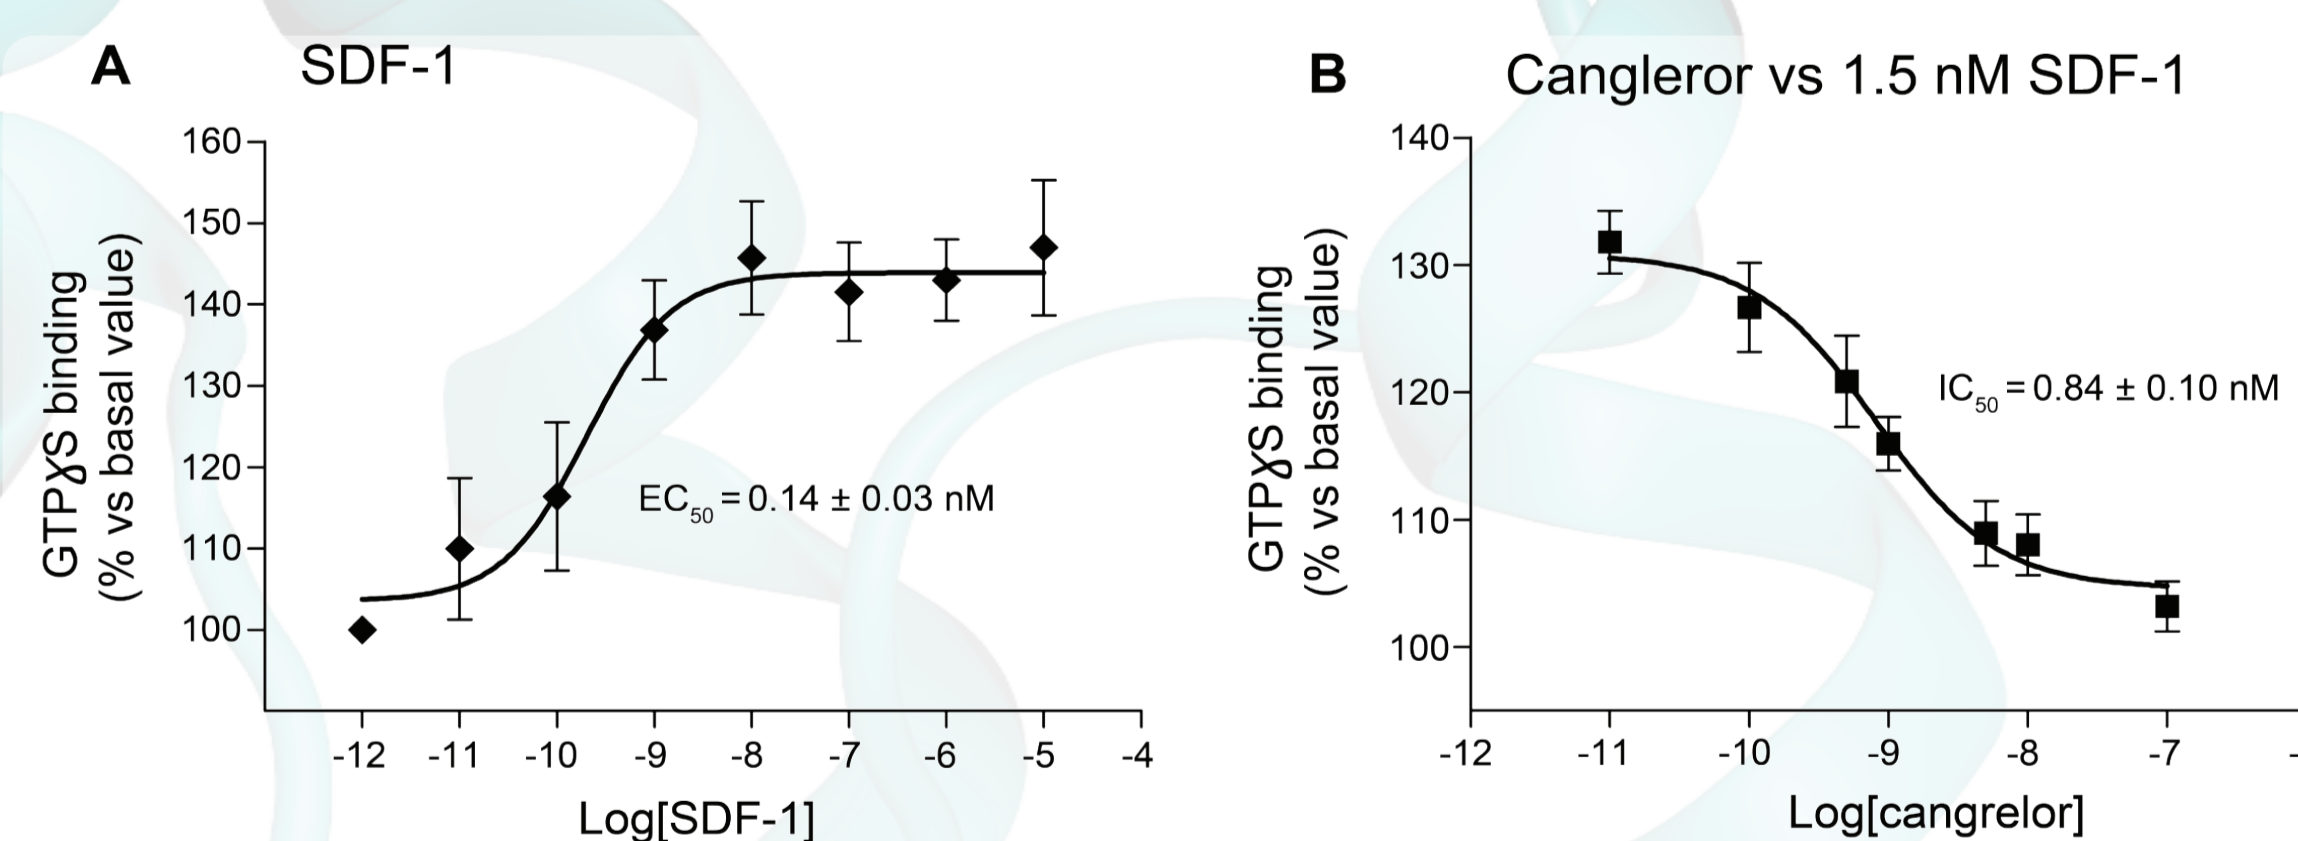 A
SDF-1
160
150
140
130
120
110
100
GTPγS binding
(% vs basal value)
EC50 = 0.14 ± 0.03 nM
-12 -11 -10 -9 -8 -7 -6 -5 -4
Log[SDF-1]
B
Cangleror vs 1.5 nM SDF-1
140
130
120
110
100
GTPγS binding
(% vs basal value)
IC50 = 0.84 ± 0.10 nM
-12 -11 -10 -9 -8 -7
Log[cangrelor]